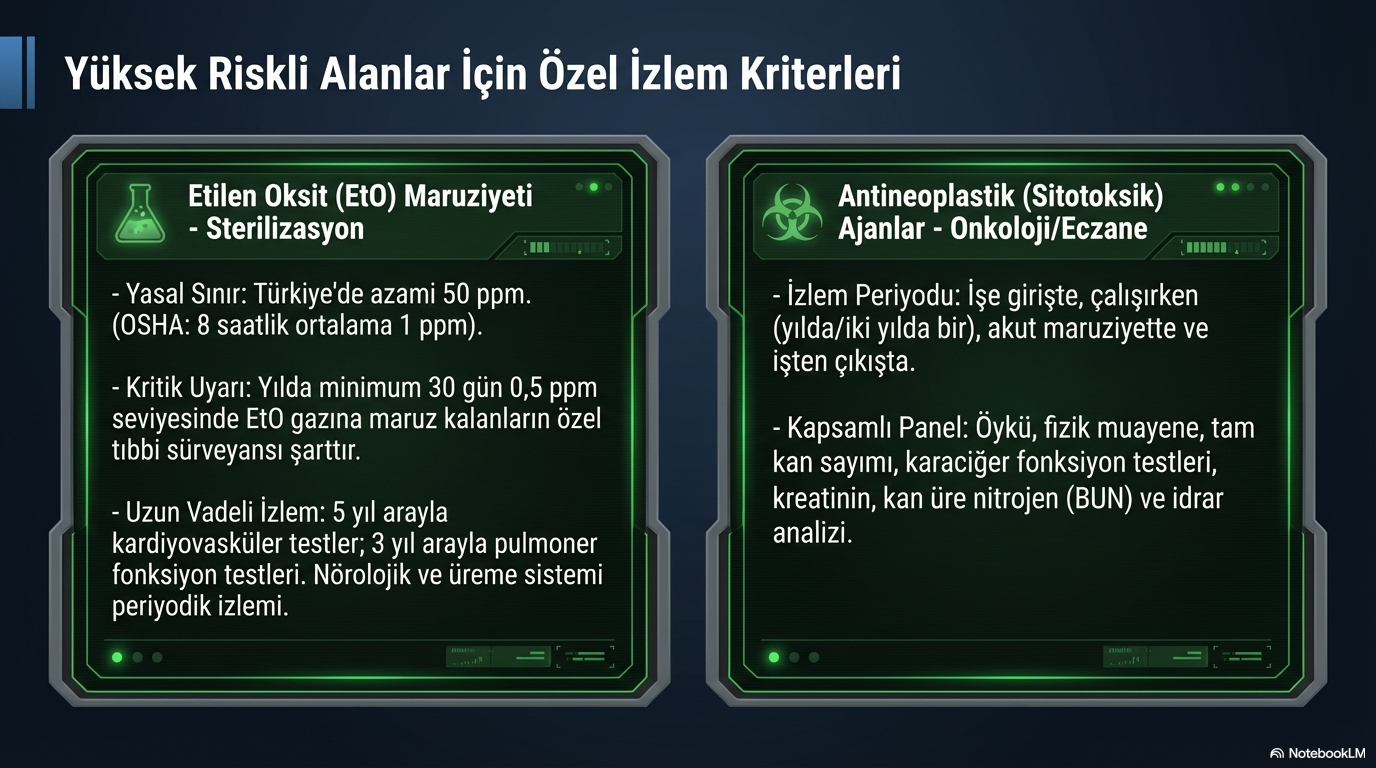 Yüksek Riskli Alanlar İçin Özel İzlem Kriterleri
Etilen Oksit (EtO) Maruziyeti
- Sterilizasyon
- Yasal Sınır: Türkiye'de azami 50 ppm.
(OSHA: 8 saatlik ortalama 1 ppm).
- Kritik Uyarı: Yılda minimum 30 gün 0,5 ppm
seviyesinde EtO gazına maruz kalanların özel
tıbbi sürveyansı şarttır.
- Uzun Vadeli İzlem: 5 yıl arayla
kardiyovasküler testler; 3 yıl arayla pulmoner
fonksiyon testleri. Nörolojik ve üreme sistemi
periyodik izlemi.
Antineoplastik (Sitotoksik)
Ajanlar - Onkoloji/Eczane
- İzlem Periyodu: İşe girişte, çalışırken
(yılda/iki yılda bir), akut maruziyette ve
işten çıkışta.
- Kapsamlı Panel: Öykü, fizik muayene, tam
kan sayımı, karaciğer fonksiyon testleri,
kreatinin, kan üre nitrojen (BUN) ve idrar
analizi.
NotebookLM